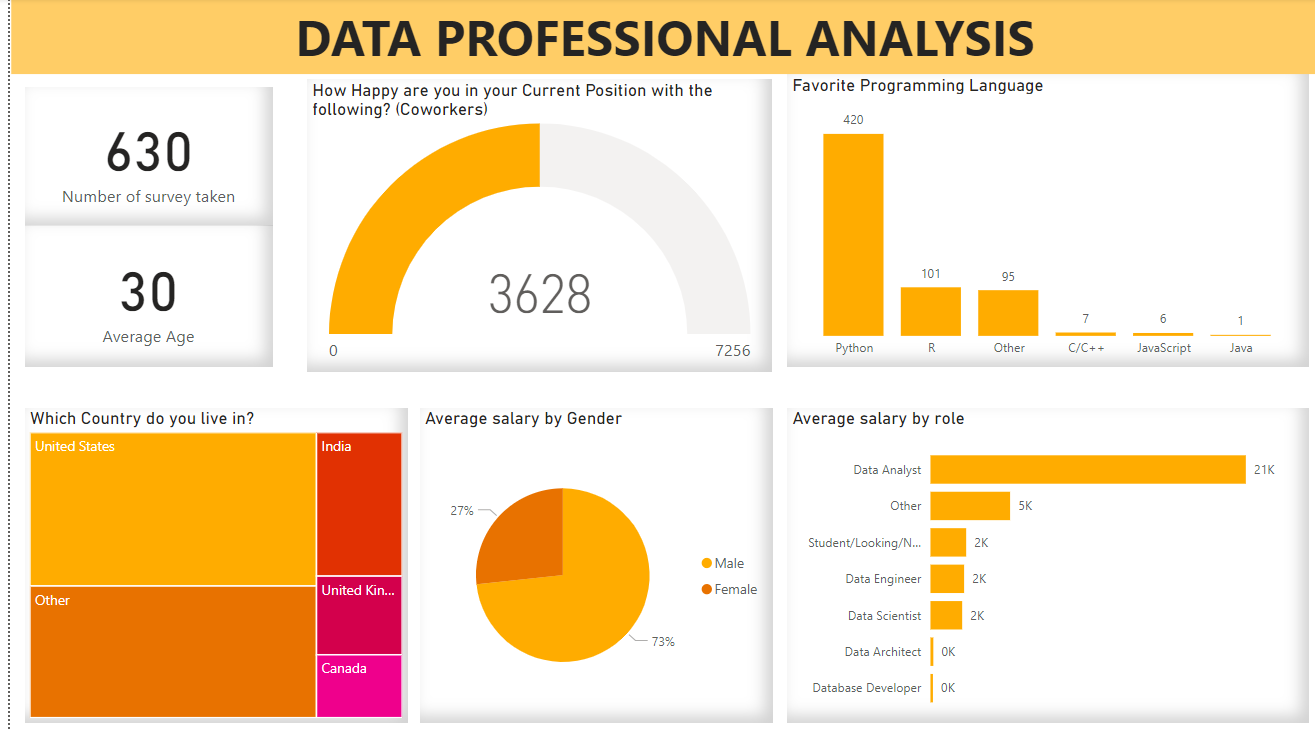 DATA PROFESSIONAL ANALYSIS
630
Number of survey taken
30
Average Age
How Happy are you in your Current Position with the
following? (Coworkers)
3628
0
7256
Favorite Programming Language
420
101
95
7
6
1
Python
R
Other
C/C++
JavaScript
Java
Which Country do you live in?
United States
India
Other
United Kin...
Canada
Average salary by Gender
27%
73%
Male
Female
Average salary by role
Data Analyst 21K
Other 5K
Student/Looking/N... 2K
Data Engineer 2K
Data Scientist 2K
Data Architect 0K
Database Developer 0K